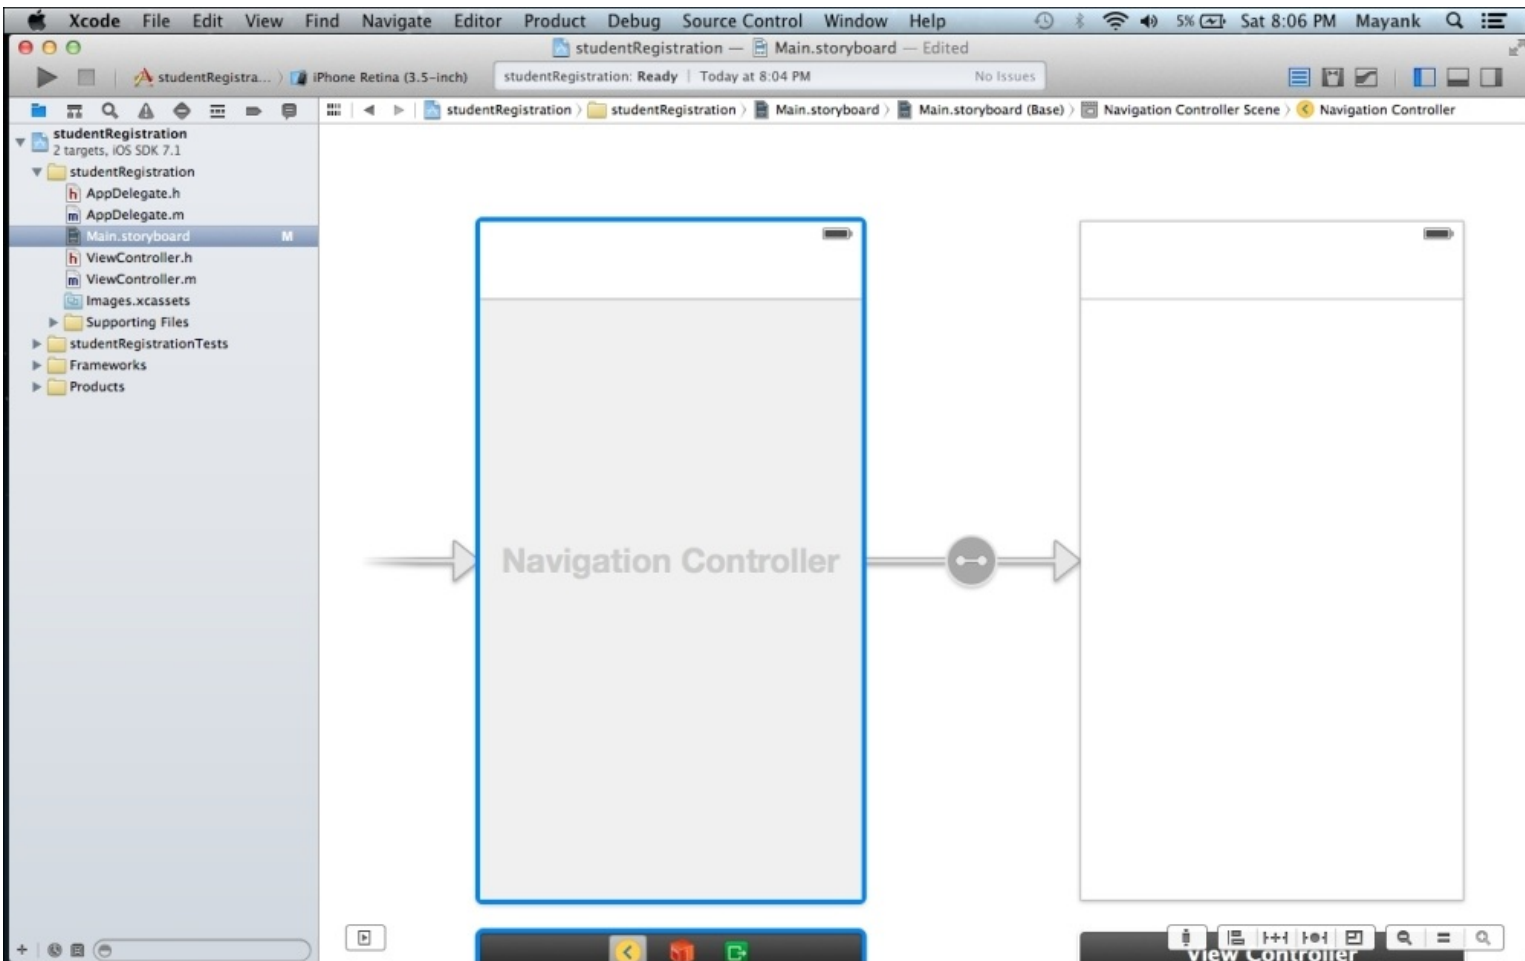 Xcode File Edit View Find Navigate Editor Product Debug Source Control Window Help 5% Sat 8:06 PM Mayank
studentRegistration — Main.storyboard — Edited
studentRegistra... iPhone Retina (3.5-inch) studentRegistration: Ready | Today at 8:04 PM No Issues
studentRegistration studentRegistration Main.storyboard Main.storyboard (Base) Navigation Controller Scene Navigation Controller
studentRegistration
2 targets, iOS SDK 7.1
studentRegistration
h AppDelegate.h
m AppDelegate.m
Main.storyboard M
h ViewController.h
m ViewController.m
Images.xcassets
Supporting Files
studentRegistrationTests
Frameworks
Products
Navigation Controller
View Controller